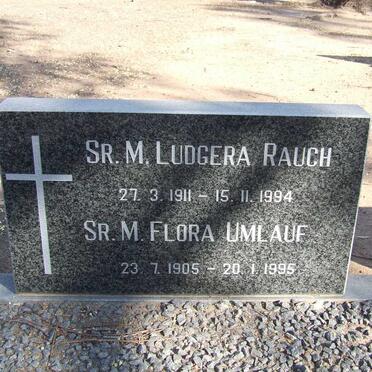 SR. M. LUDGERA RAUCH
27. 3. 1911 - 15. 11. 1994
SR. M. FLORA UMLAUF
23. 7. 1905 - 20. 1. 1995